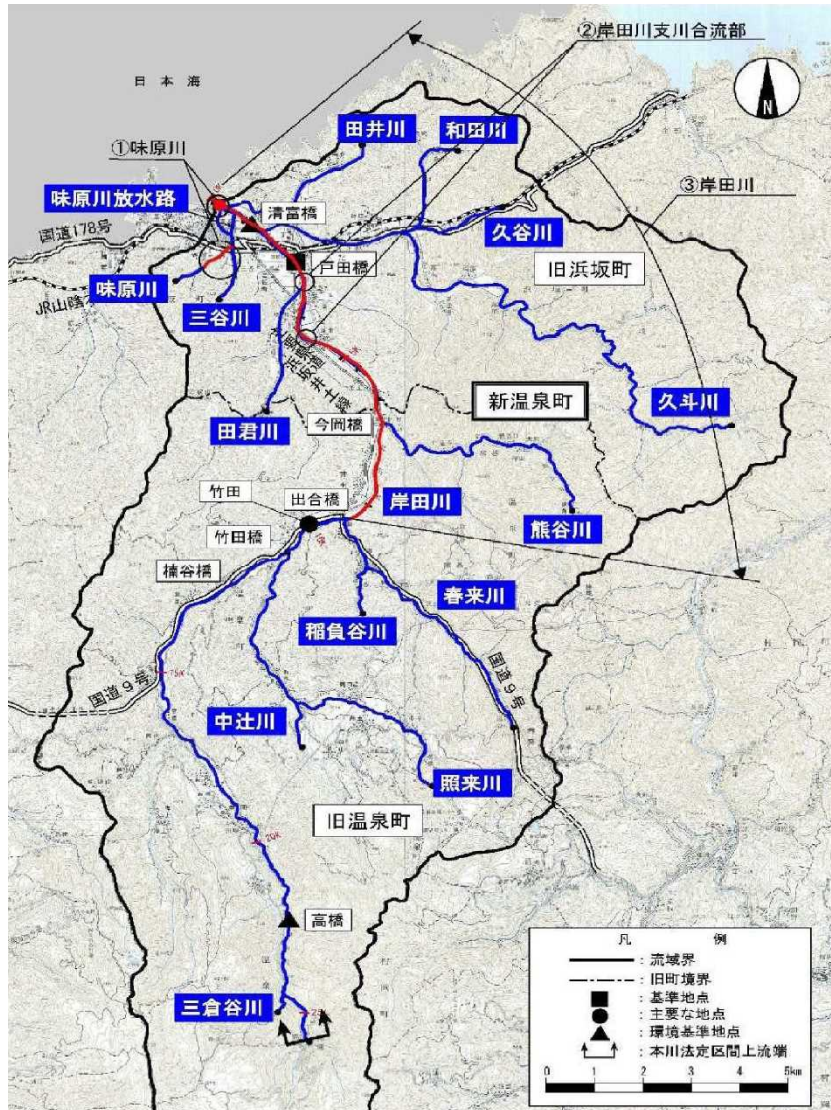 ②岸田川支川合流部
日本海
N
田井川
和田川
①味原川
③岸田川
味原川放水路
清富橋
国道178号
久谷川
旧浜坂町
戸田橋
JR山陰
味原川
三谷川
新温泉町
久斗川
田君川
今岡橋
竹田
出合橋
岸田川
熊谷川
竹田橋
楠谷橋
春来川
稲負谷川
国道9号
国道9号
15K
中辻川
照来川
旧温泉町
20K
高橋
三倉谷川
凡例
:流域界
:旧町境界
:基準地点
:主要な地点
:環境基準地点
:本川法定区間上流端
0 1 2 3 4 5km